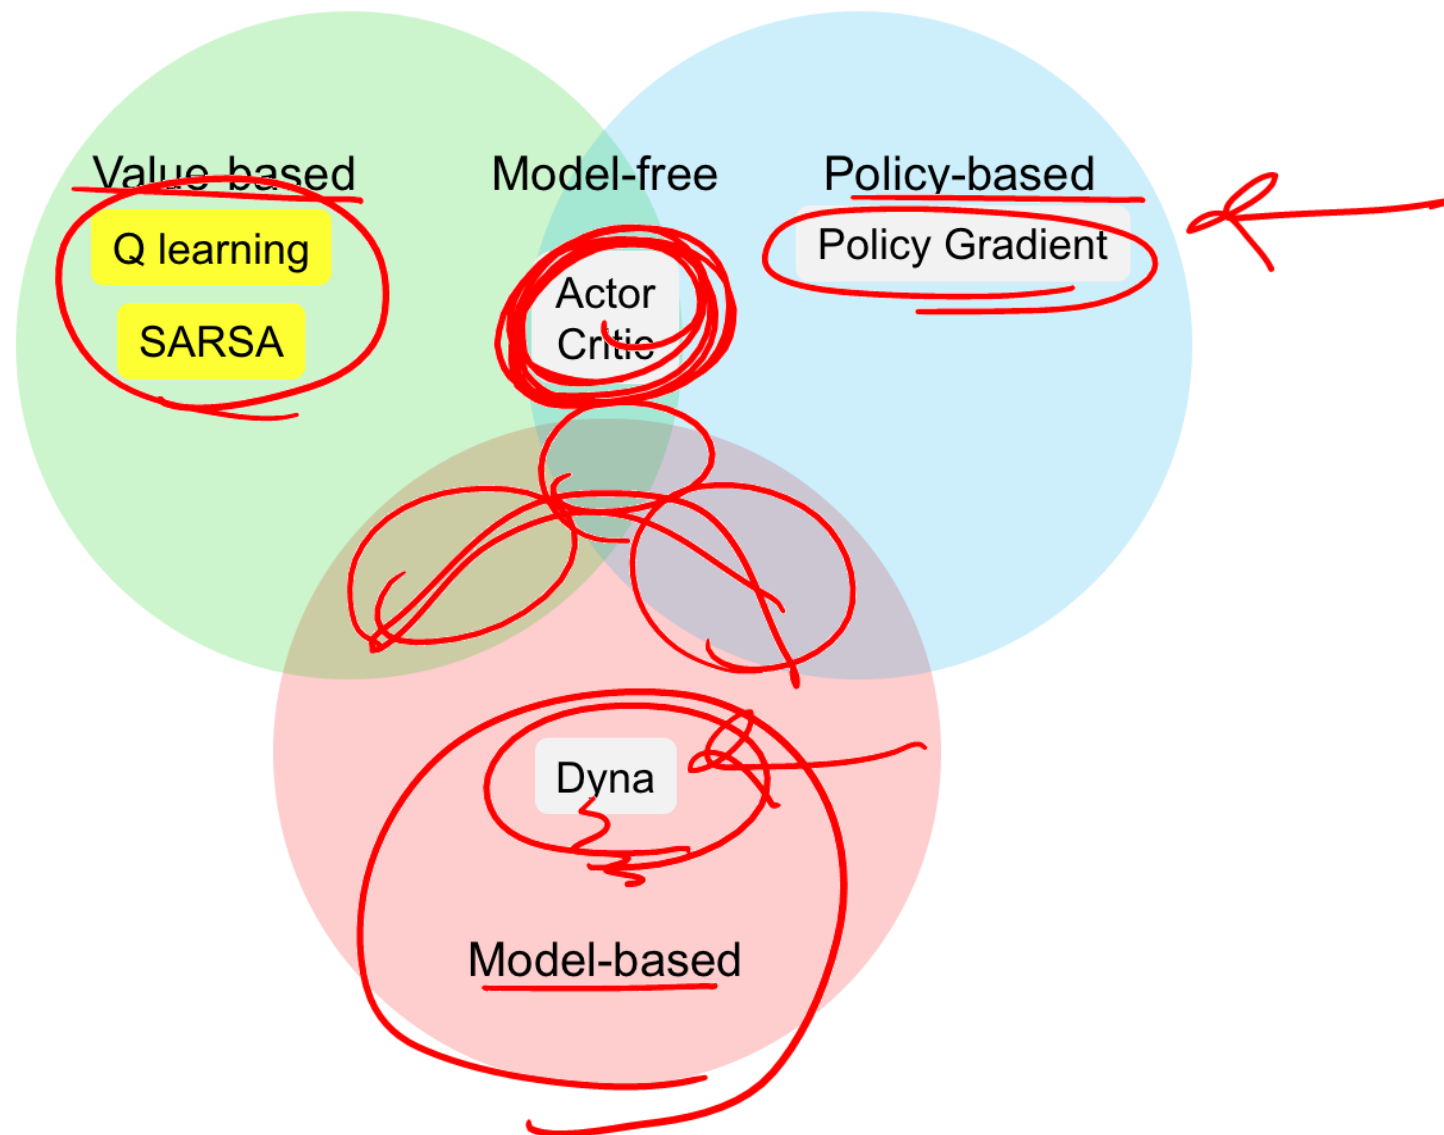 Value-based
Model-free
Policy-based
Q learning
SARSA
Actor
Critic
Policy Gradient
Dyna
Model-based